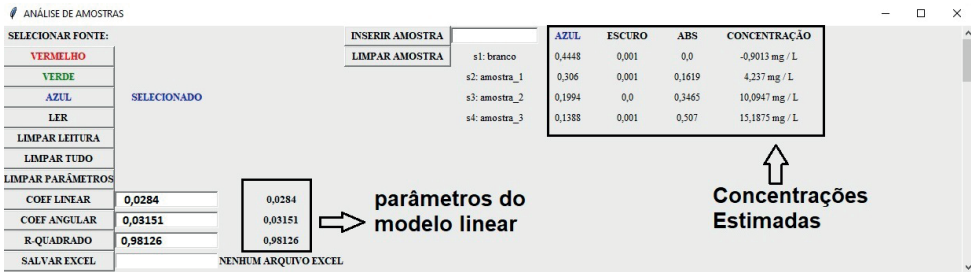 ANÁLISE DE AMOSTRAS
SELECIONAR FONTE:
INSERIR AMOSTRA AZUL ESCURO ABS CONCENTRAÇÃO
VERMELHO LIMPAR AMOSTRA s1: branco 0,4448 0,001 0,0 -0,9013 mg / L
VERDE s2: amostra_1 0,306 0,001 0,1619 4,237 mg / L
AZUL SELECIONADO s3: amostra_2 0,1994 0,0 0,3465 10,0947 mg / L
LER s4: amostra_3 0,1388 0,001 0,507 15,1875 mg / L
LIMPAR LEITURA
LIMPAR TUDO
LIMPAR PARÂMETROS
COEF LINEAR 0,0284 0,0284
COEF ANGULAR 0,03151 0,03151
R-QUADRADO 0,98126 0,98126
SALVAR EXCEL NENHUM ARQUIVO EXCEL
parâmetros do
modelo linear
Concentrações
Estimadas